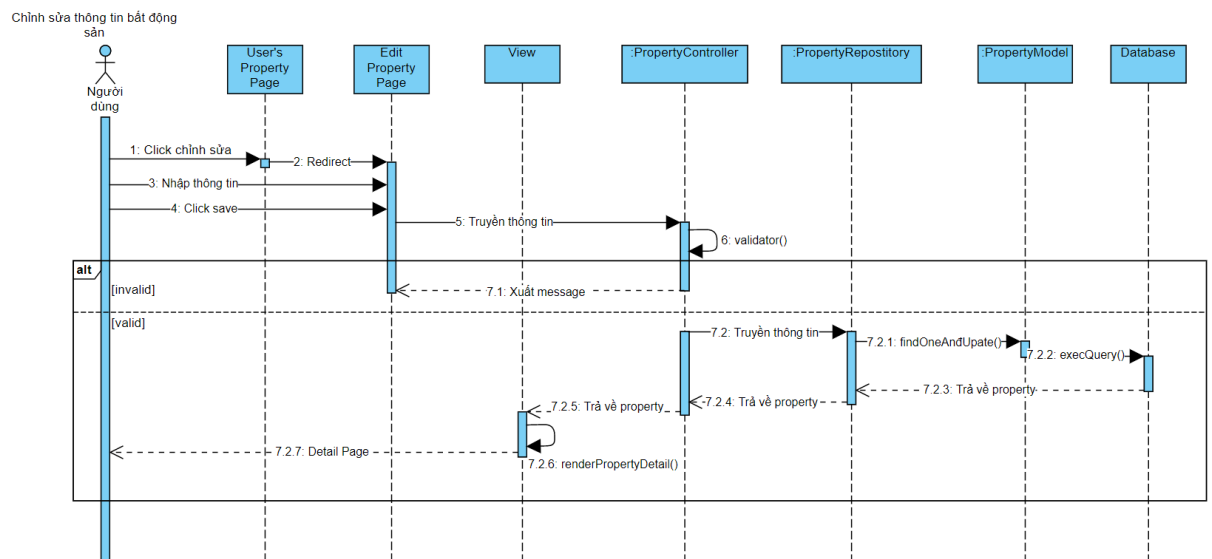 Chỉnh sửa thông tin bất động
sản
User's
Property
Page
Edit
Property
Page
View
:PropertyController
:PropertyRepostitory
:PropertyModel
Database
Người
dùng
1: Click chỉnh sửa
2: Redirect
3: Nhập thông tin
4: Click save
5: Truyền thông tin
6: validator()
alt
[invalid]
7.1: Xuất message
[valid]
7.2: Truyền thông tin
7.2.1: findOneAnđUpate()
7.2.2: execQuery()
7.2.3: Trả về property
7.2.4: Trả về property
7.2.5: Trả về property
7.2.7: Detail Page
7.2.6: renderPropertyDetail()